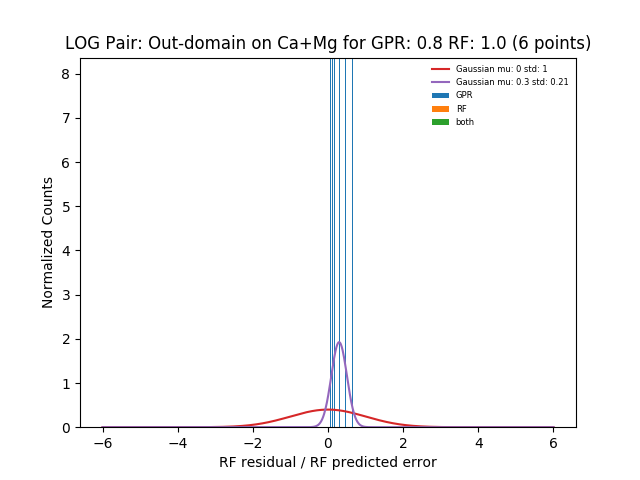 LOG Pair: Out-domain on Ca+Mg for GPR: 0.8 RF: 1.0 (6 points)
Gaussian mu: 0 std: 1
Gaussian mu: 0.3 std: 0.21
GPR
RF
both
Normalized Counts
8
7
6
5
4
3
2
1
0
−6 −4 −2 0 2 4 6
RF residual / RF predicted error